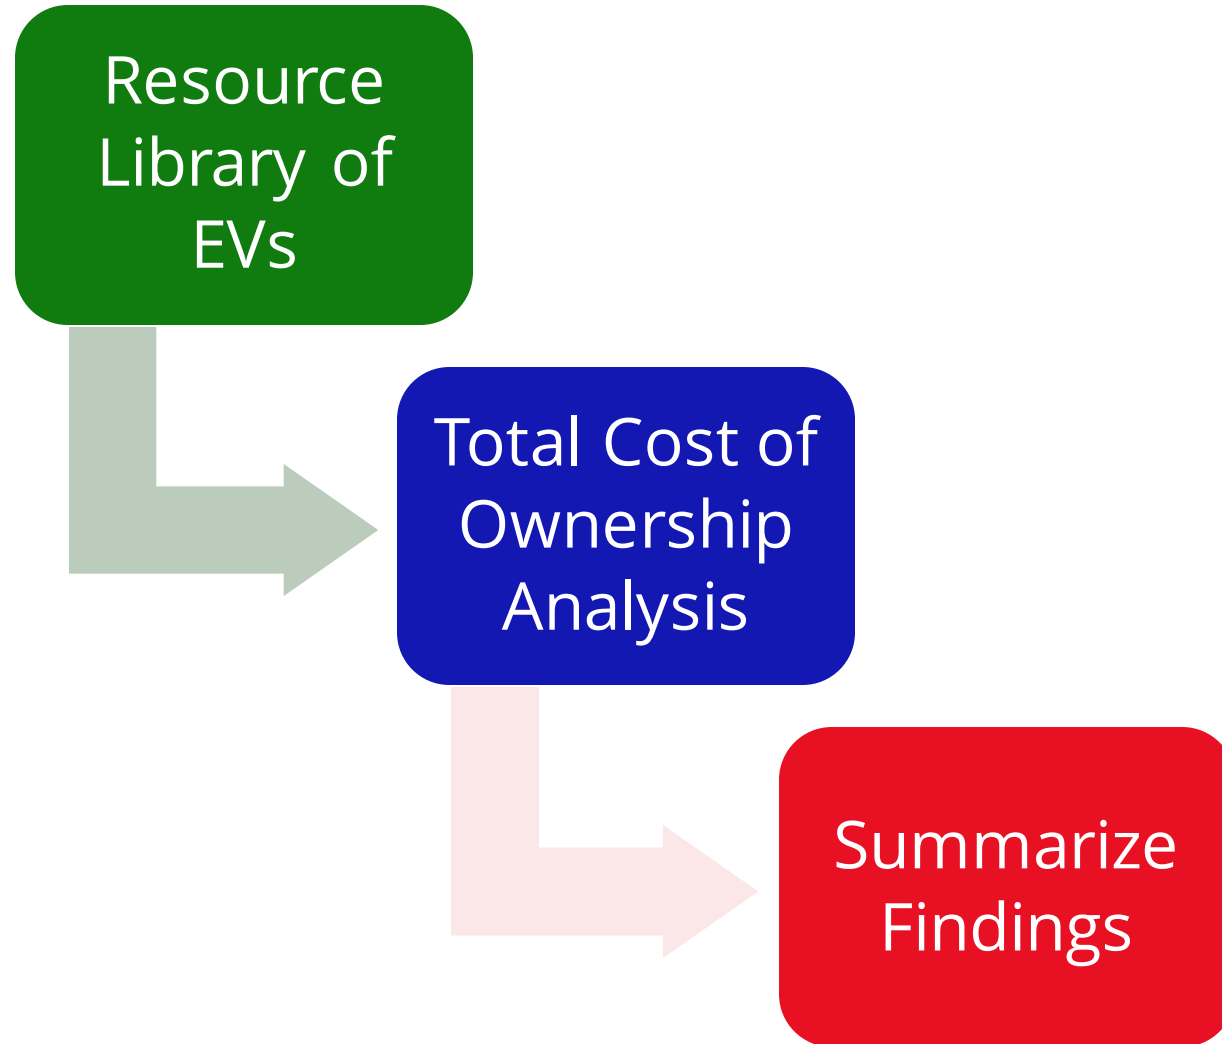 Resource
Library of
EVs
Total Cost of
Ownership
Analysis
Summarize
Findings